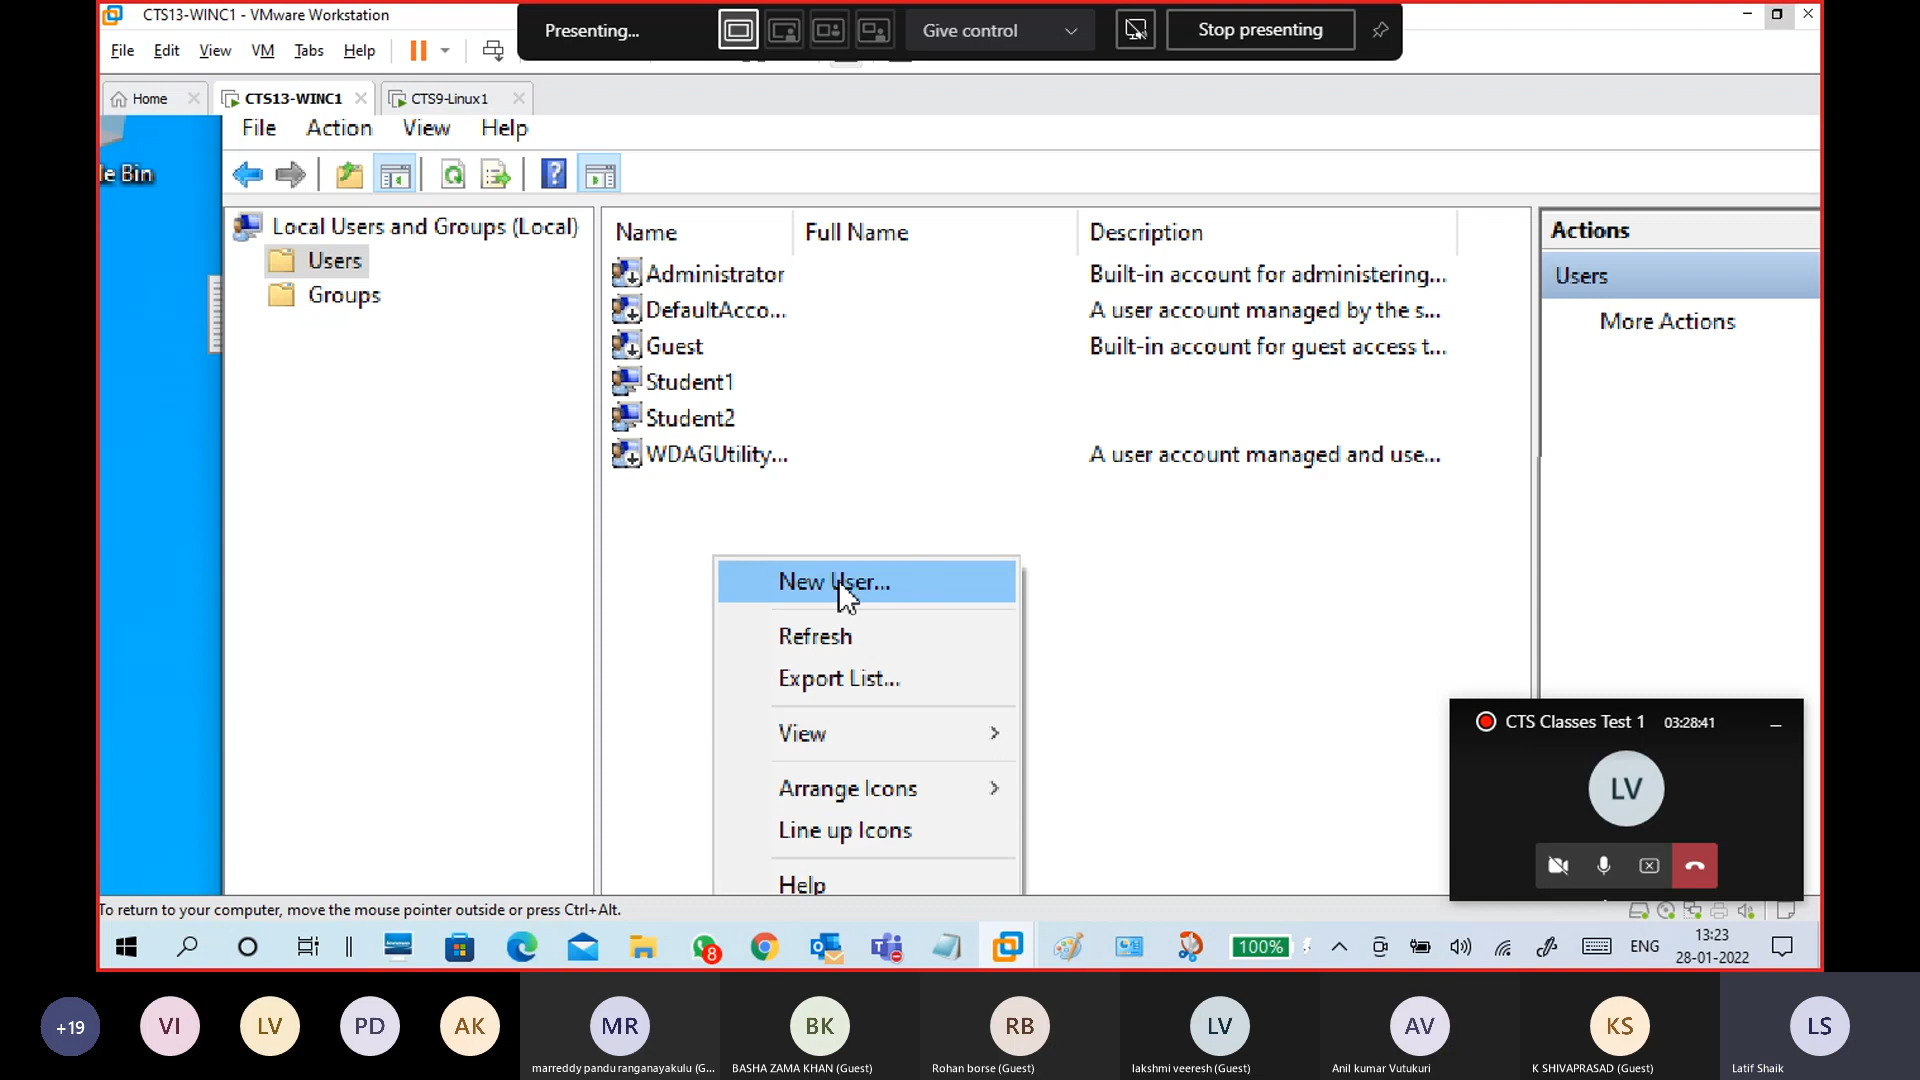 CTS13-WINC1 - VMware Workstation
File Edit View VM Tabs Help
Presenting... Give control Stop presenting
Home CTS13-WINC1 CTS9-Linux1
File Action View Help
le Bin
Local Users and Groups (Local)
Users
Groups
Name Full Name Description
Administrator Built-in account for administering...
DefaultAcco... A user account managed by the s...
Guest Built-in account for guest access t...
Student1
Student2
WDAGUtility... A user account managed and use...
Actions
Users
More Actions
New User...
Refresh
Export List...
View
Arrange Icons
Line up Icons
Help
CTS Classes Test 1 03:28:41
LV
To return to your computer, move the mouse pointer outside or press Ctrl+Alt.
8
100%
ENG
13:23
28-01-2022
+19 VI LV PD AK MR BK RB LV AV KS LS
marreddy pandu ranganayakulu (G... BASHA ZAMA KHAN (Guest) Rohan borse (Guest) lakshmi veeresh (Guest) Anil kumar Vutukuri K SHIVAPRASAD (Guest) Latif Shaik